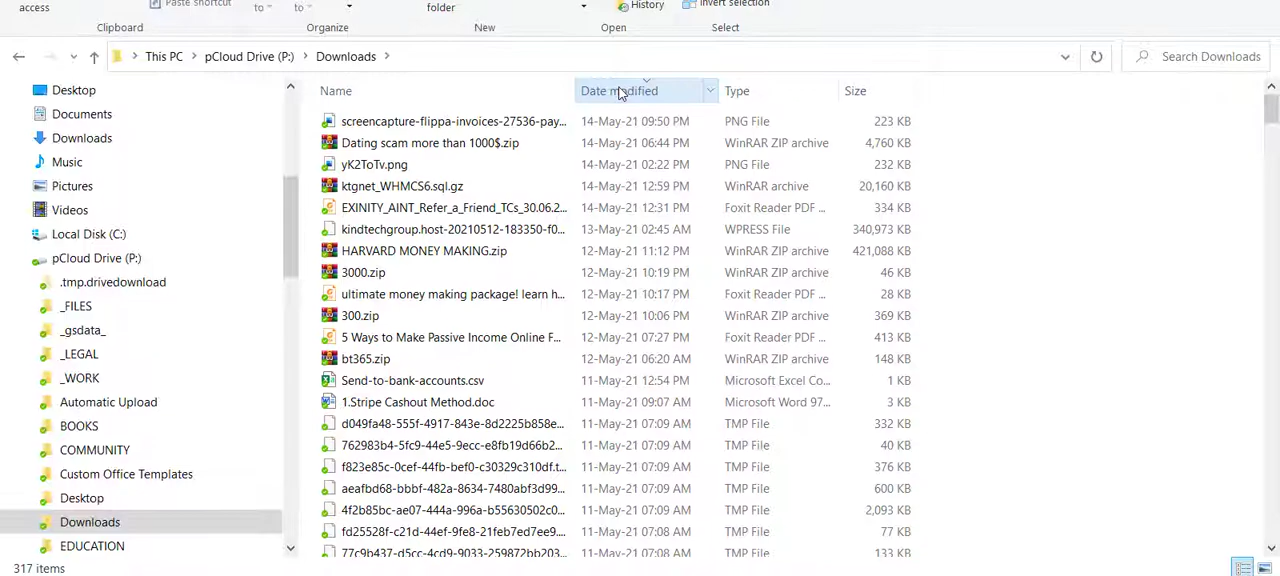 access
Paste shortcut
to
to
folder
History
Invert selection
Clipboard
Organize
New
Open
Select
This PC
pCloud Drive (P:)
Downloads
Search Downloads
Desktop
Documents
Downloads
Music
Pictures
Videos
Local Disk (C:)
pCloud Drive (P:)
.tmp.drivedownload
_FILES
_gsdata_
_LEGAL
_WORK
Automatic Upload
BOOKS
COMMUNITY
Custom Office Templates
Desktop
Downloads
EDUCATION
Name Date modified Type Size
screencapture-flippa-invoices-27536-pay... 14-May-21 09:50 PM PNG File 223 KB
Dating scam more than 1000$.zip 14-May-21 06:44 PM WinRAR ZIP archive 4,760 KB
yK2ToTv.png 14-May-21 02:22 PM PNG File 232 KB
ktgnet_WHMCS6.sql.gz 14-May-21 12:59 PM WinRAR archive 20,160 KB
EXINITY_AINT_Refer_a_Friend_TCs_30.06.2... 14-May-21 12:31 PM Foxit Reader PDF ... 334 KB
kindtechgroup.host-20210512-183350-f0... 13-May-21 02:45 AM WPRESS File 340,973 KB
HARVARD MONEY MAKING.zip 12-May-21 11:12 PM WinRAR ZIP archive 421,088 KB
3000.zip 12-May-21 10:19 PM WinRAR ZIP archive 46 KB
ultimate money making package! learn h... 12-May-21 10:17 PM Foxit Reader PDF ... 28 KB
300.zip 12-May-21 10:06 PM WinRAR ZIP archive 369 KB
5 Ways to Make Passive Income Online F... 12-May-21 07:27 PM Foxit Reader PDF ... 413 KB
bt365.zip 12-May-21 06:20 AM WinRAR ZIP archive 148 KB
Send-to-bank-accounts.csv 11-May-21 12:54 PM Microsoft Excel Co... 1 KB
1.Stripe Cashout Method.doc 11-May-21 09:07 AM Microsoft Word 97... 3 KB
d049fa48-555f-4917-843e-8d2225b858e... 11-May-21 07:09 AM TMP File 332 KB
762983b4-5fc9-44e5-9ecc-e8fb19d66b2... 11-May-21 07:09 AM TMP File 40 KB
f823e85c-0cef-44fb-bef0-c30329c310df.t... 11-May-21 07:09 AM TMP File 376 KB
aeafbd68-bbbf-482a-8634-7480abf3d99... 11-May-21 07:09 AM TMP File 600 KB
4f2b85bc-ae07-444a-996a-b55630502c0... 11-May-21 07:09 AM TMP File 2,093 KB
fd25528f-c21d-44ef-9fe8-21feb7ed7ee9... 11-May-21 07:09 AM TMP File 77 KB
77c9b437-d5cc-4cd9-9033-259872bb203... 11-May-21 07:08 AM TMP File 133 KB
317 items